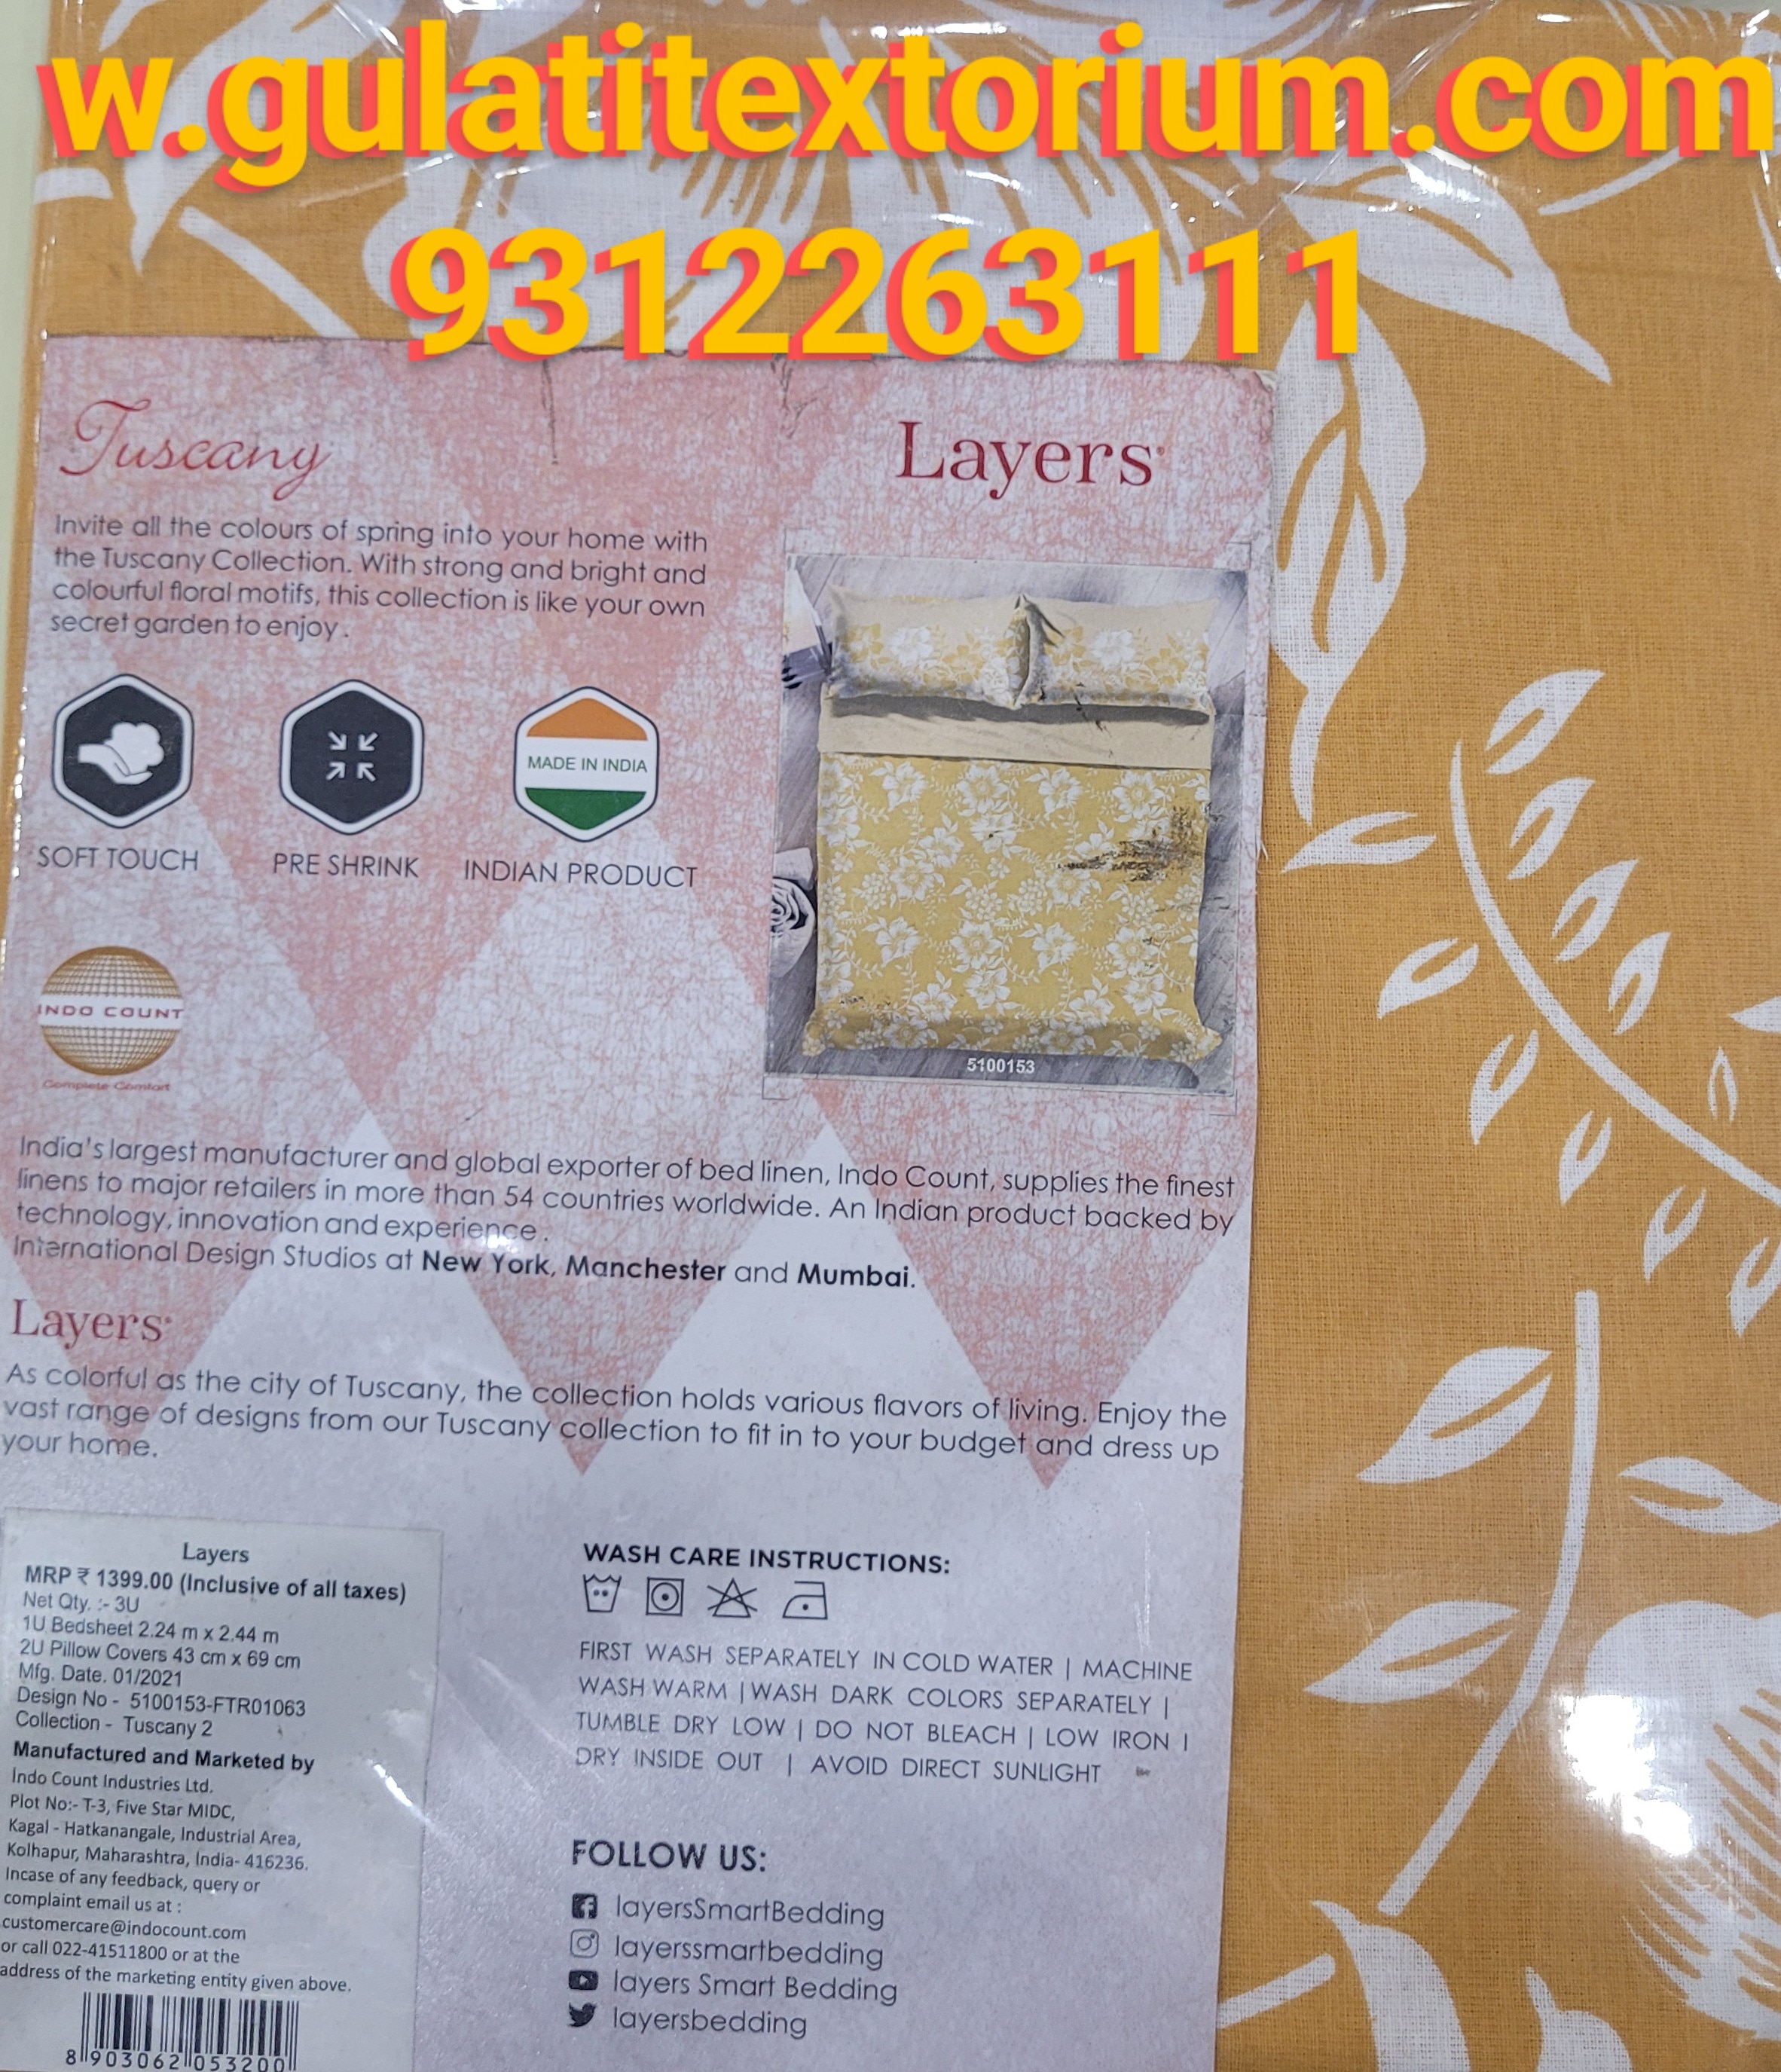 w.gulatitextorium.com
9312263111
Tuscany
Layers
Invite all the colours of spring into your home with
the Tuscany Collection. With strong and bright and
colourful floral motifs, this collection is like your own
secret garden to enjoy.
MADE IN INDIA
SOFT TOUCH
PRE SHRINK
INDIAN PRODUCT
INDO COUNT
Complete Comfort
5100153
India's largest manufacturer and global exporter of bed linen, Indo Count, supplies the finest
linens to major retailers in more than 54 countries worldwide. An Indian product backed by
technology, innovation and experience.
International Design Studios at New York, Manchester and Mumbai.
Layers
As colorful as the city of Tuscany, the collection holds various flavors of living. Enjoy the
vast range of designs from our Tuscany collection to fit in to your budget and dress up
your home.
Layers
MRP ₹ 1399.00 (Inclusive of all taxes)
Net Qty. :- 3U
1U Bedsheet 2.24 m x 2.44 m
2U Pillow Covers 43 cm x 69 cm
Mfg. Date. 01/2021
Design No - 5100153-FTR01063
Collection - Tuscany 2
Manufactured and Marketed by
Indo Count Industries Ltd.
Plot No:- T-3, Five Star MIDC,
Kagal - Hatkanangale, Industrial Area,
Kolhapur, Maharashtra, India- 416236.
Incase of any feedback, query or
complaint email us at :
customercare@indocount.com
or call 022-41511800 or at the
address of the marketing entity given above.
8 903062 053200
WASH CARE INSTRUCTIONS:
FIRST WASH SEPARATELY IN COLD WATER | MACHINE
WASH WARM | WASH DARK COLORS SEPARATELY |
TUMBLE DRY LOW | DO NOT BLEACH | LOW IRON |
DRY INSIDE OUT | AVOID DIRECT SUNLIGHT
FOLLOW US:
layersSmartBedding
layerssmartbedding
layers Smart Bedding
layersbedding